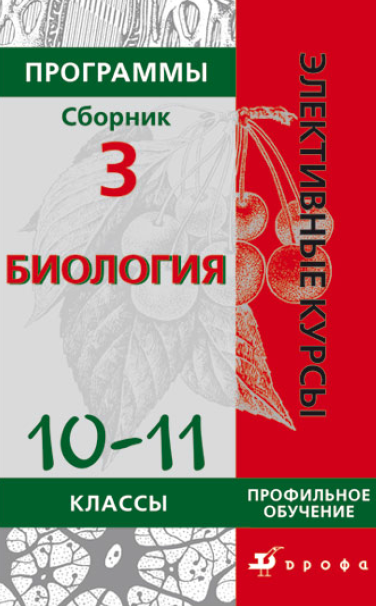 ПРОГРАММЫ
Сборник
3
БИОЛОГИЯ
ЭЛЕКТИВНЫЕ КУРСЫ
10-11
КЛАССЫ
ПРОФИЛЬНОЕ
ОБУЧЕНИЕ
дрофа